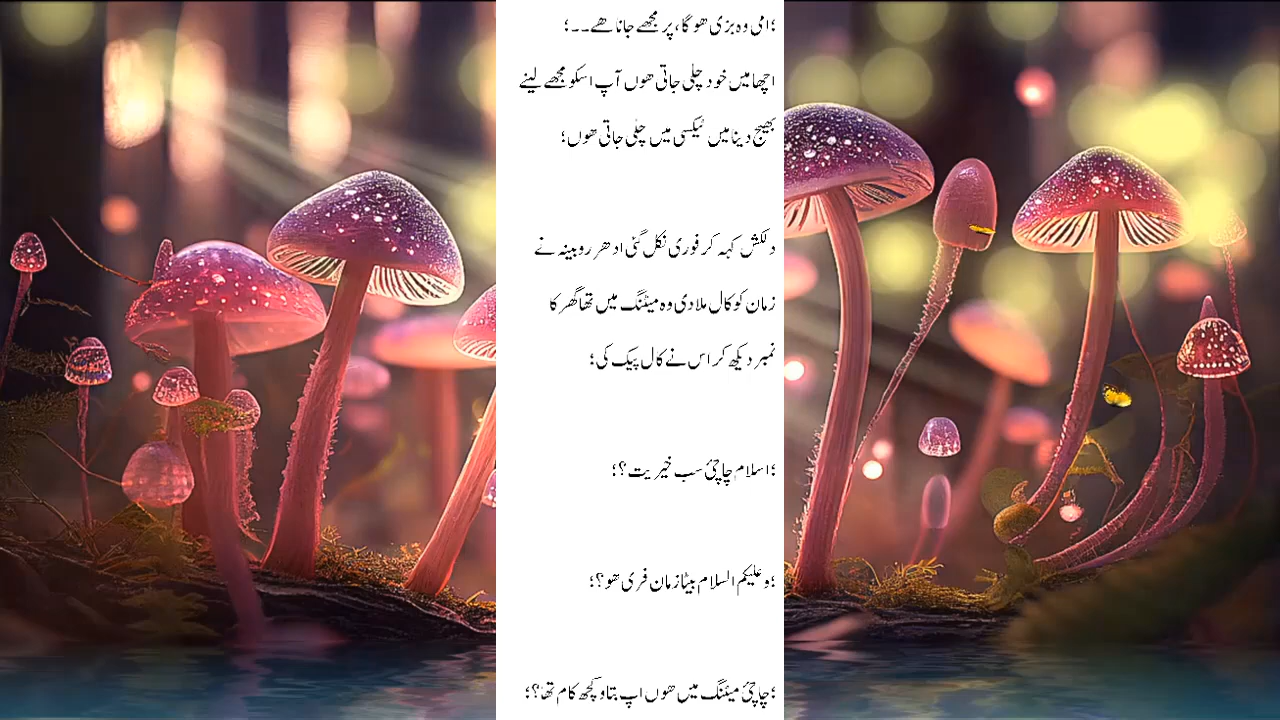 ؛امی وہ بزی ھو گا، پر مجھے جانا ھے۔۔؛
اچھا میں خود چلی جاتی ھوں آپ اسکو مجھے لینے
بھیج دینا میں ٹیکسی میں چلی جاتی ھوں؛
دلکش کہہ کر فوری نکل گئی ادھر روبینہ نے
زمان کو کال ملا دی وہ میٹنگ میں تھا گھر کا
نمبر دیکھ کر اس نے کال پیک کی؛
؛اسلام چاچیٔ سب خیریت؟؛
؛وعلیکم السلام بیٹا زمان فری ھو؟؛
؛چاچیٔ میٹنگ میں ھوں اپ بتاو کچھ کام تھا؟؛